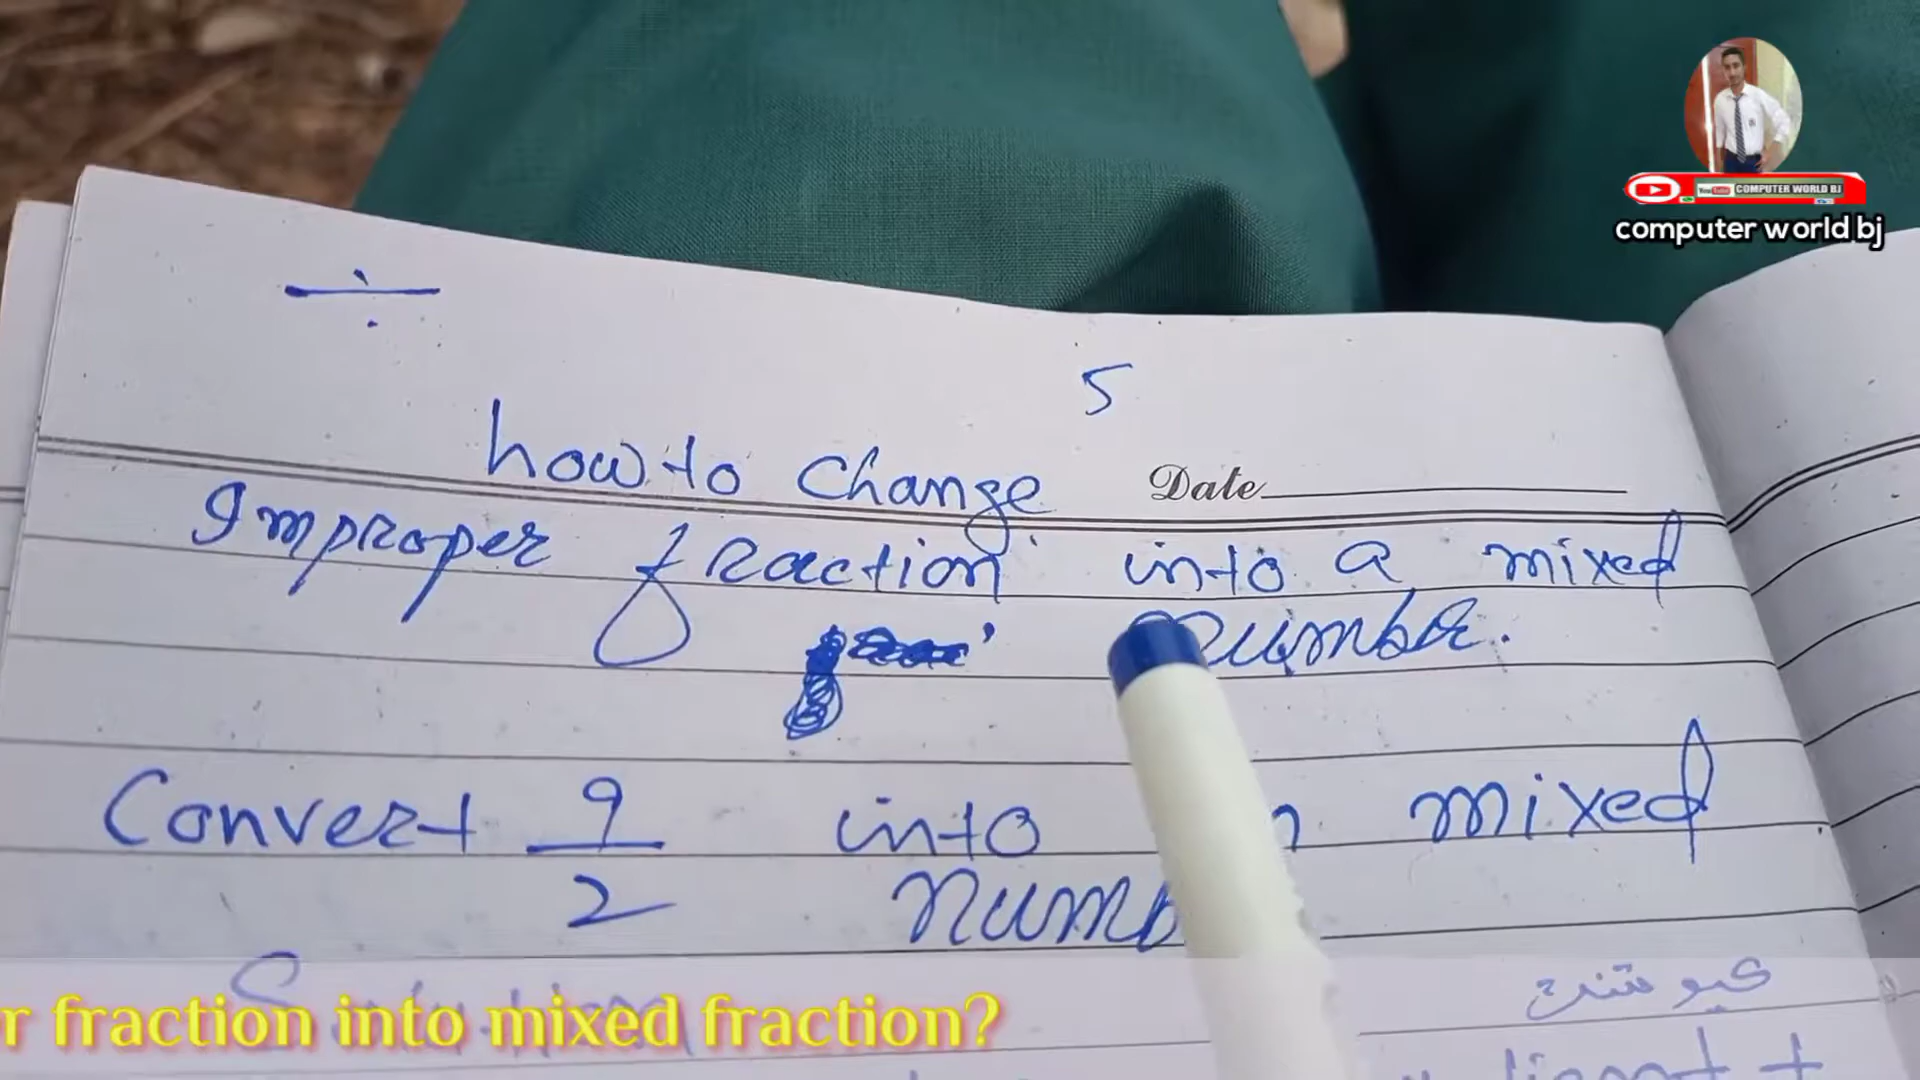 YouTube COMPUTER WORLD BJ
computer world bj
÷
5
how to change
Date
Improper fraction into a mixed
number.
Convert 9/2 into mixed
r fraction into mixed fraction?